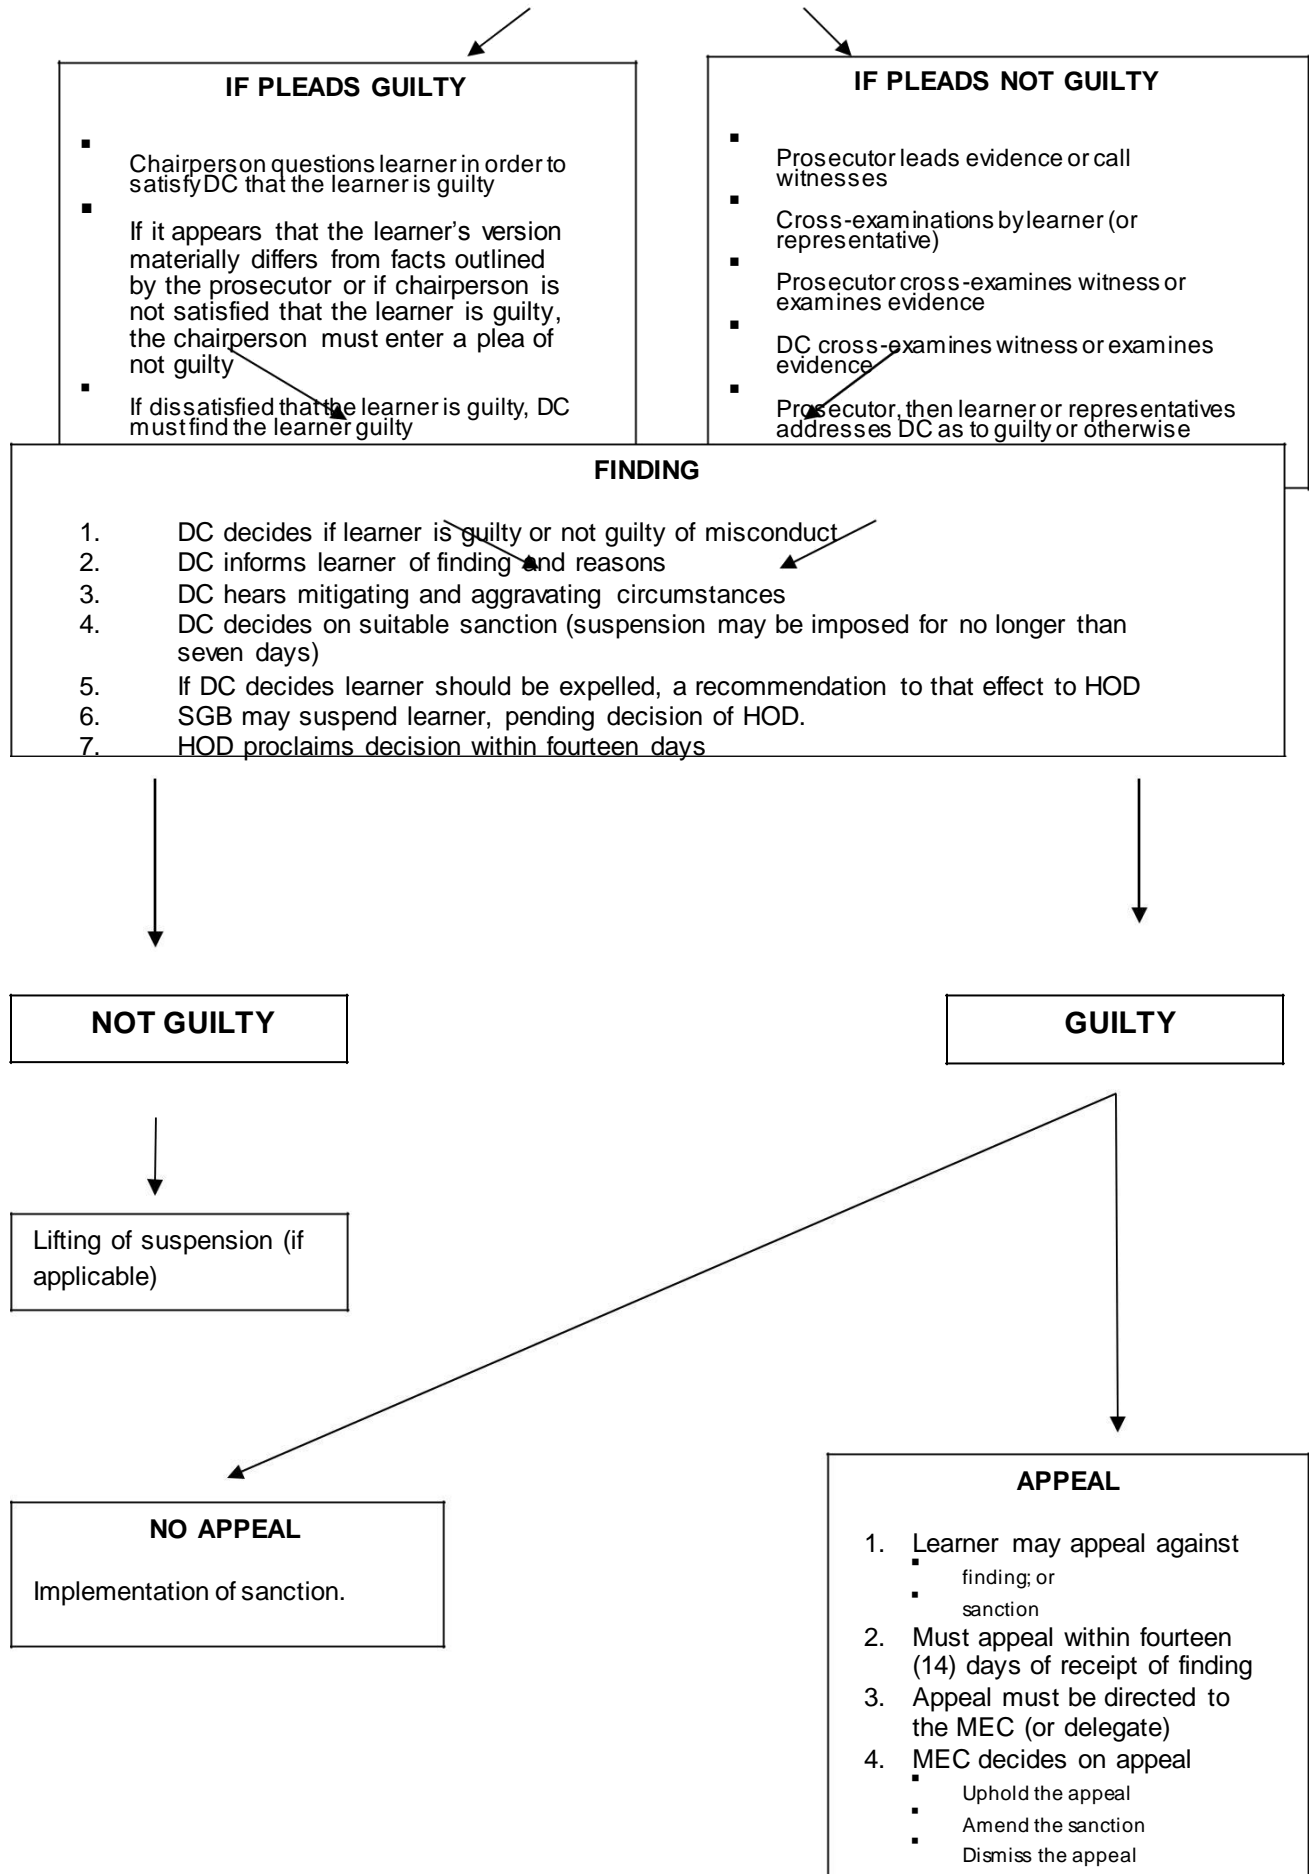 IF PLEADS GUILTY
▪
Chairperson questions learner in order to
satisfy DC that the learner is guilty
▪
If it appears that the learner’s version
materially differs from facts outlined
by the prosecutor or if chairperson is
not satisfied that the learner is guilty,
the chairperson must enter a plea of
not guilty
▪
If dissatisfied that the learner is guilty, DC
must find the learner guilty
IF PLEADS NOT GUILTY
▪
Prosecutor leads evidence or call
witnesses
▪
Cross-examinations by learner (or
representative)
▪
Prosecutor cross-examines witness or
examines evidence
▪
DC cross-examines witness or examines
evidence
▪
Prosecutor, then learner or representatives
addresses DC as to guilty or otherwise
FINDING
1. DC decides if learner is guilty or not guilty of misconduct
2. DC informs learner of finding and reasons
3. DC hears mitigating and aggravating circumstances
4. DC decides on suitable sanction (suspension may be imposed for no longer than
seven days)
5. If DC decides learner should be expelled, a recommendation to that effect to HOD
6. SGB may suspend learner, pending decision of HOD.
7. HOD proclaims decision within fourteen days
NOT GUILTY
GUILTY
Lifting of suspension (if
applicable)
NO APPEAL
Implementation of sanction.
APPEAL
1. Learner may appeal against
▪ finding; or
▪ sanction
2. Must appeal within fourteen
(14) days of receipt of finding
3. Appeal must be directed to
the MEC (or delegate)
4. MEC decides on appeal
▪ Uphold the appeal
▪ Amend the sanction
▪ Dismiss the appeal